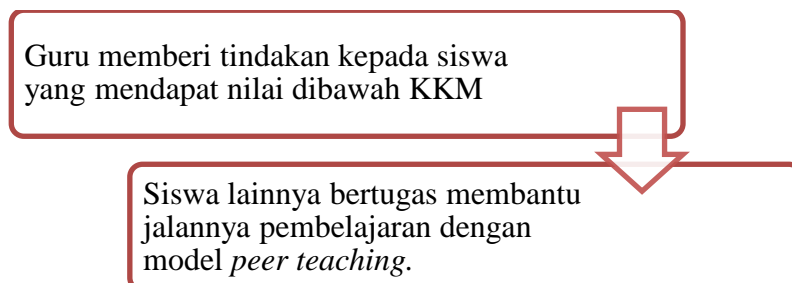 Guru memberi tindakan kepada siswa
yang mendapat nilai dibawah KKM
Siswa lainnya bertugas membantu
jalannya pembelajaran dengan
model peer teaching.